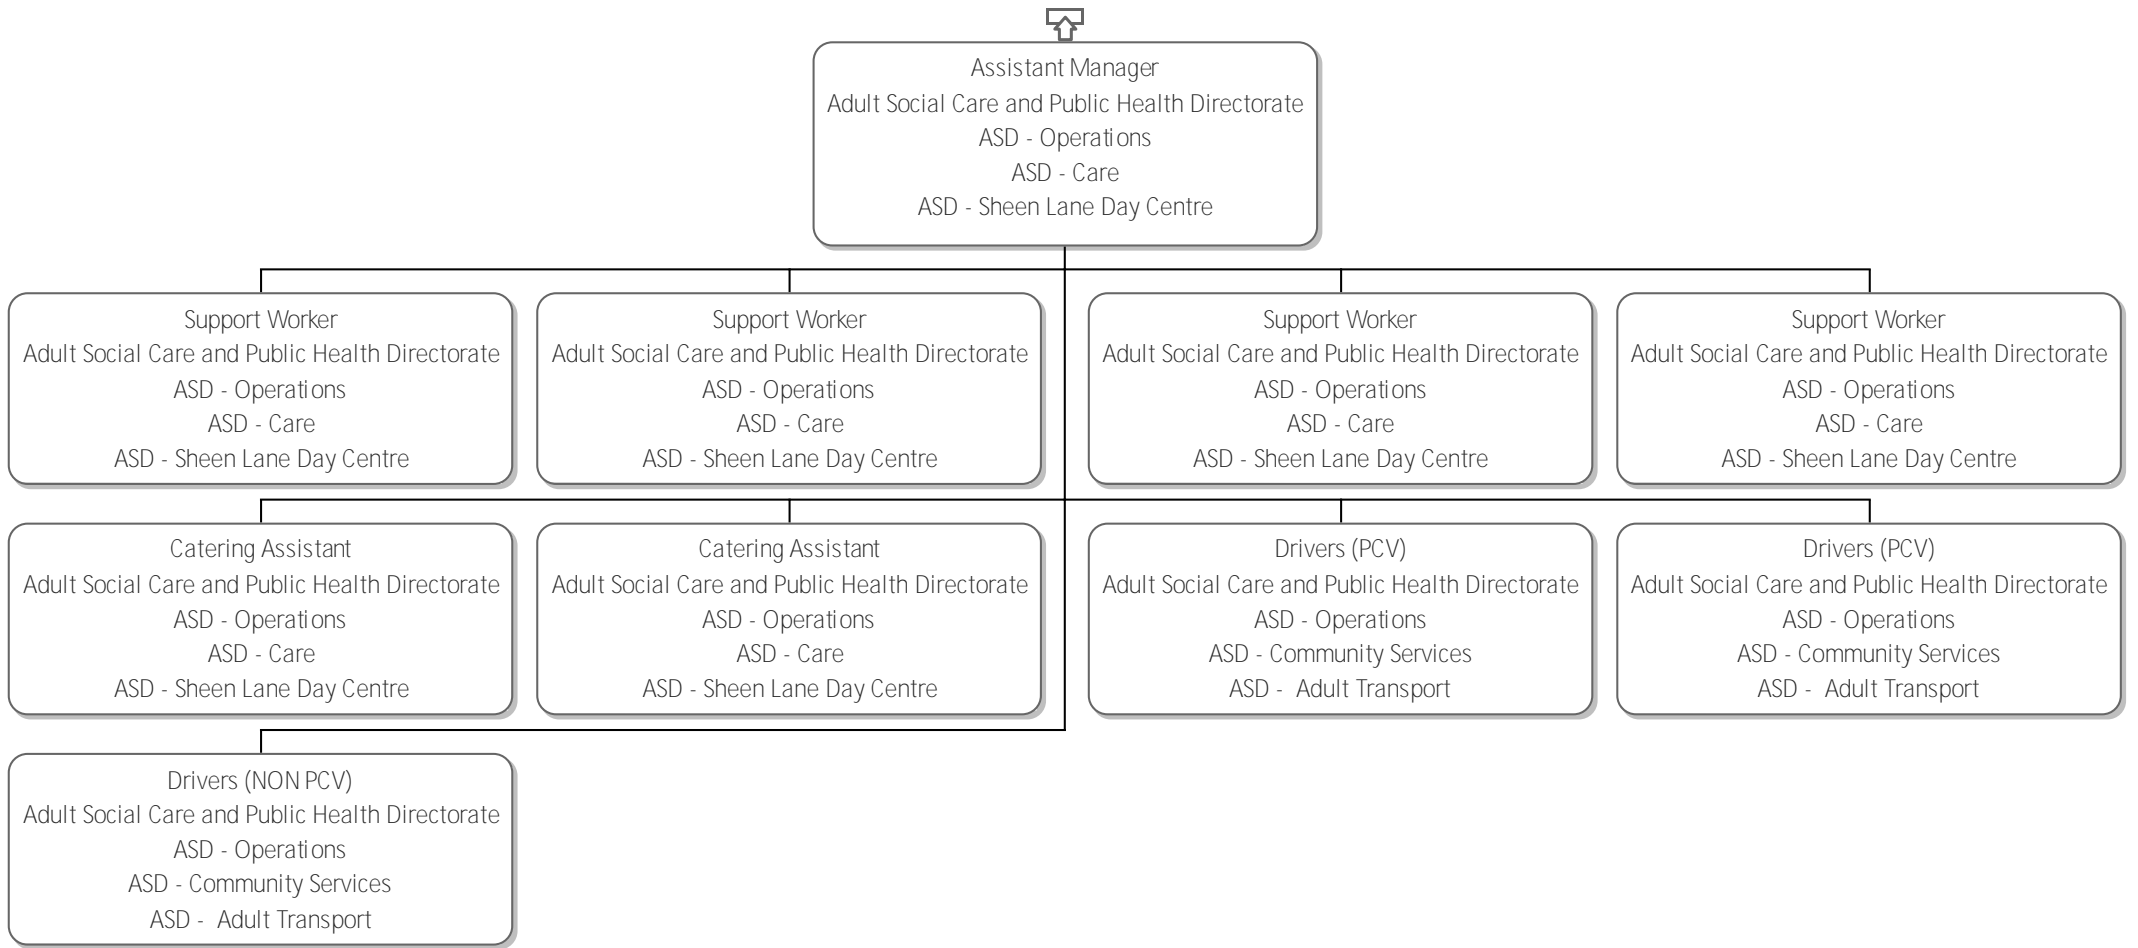 Assistant Manager
Adult Social Care and Public Health Directorate
ASD - Operations
ASD - Care
ASD - Sheen Lane Day Centre
Support Worker
Adult Social Care and Public Health Directorate
ASD - Operations
ASD - Care
ASD - Sheen Lane Day Centre
Support Worker
Adult Social Care and Public Health Directorate
ASD - Operations
ASD - Care
ASD - Sheen Lane Day Centre
Support Worker
Adult Social Care and Public Health Directorate
ASD - Operations
ASD - Care
ASD - Sheen Lane Day Centre
Support Worker
Adult Social Care and Public Health Directorate
ASD - Operations
ASD - Care
ASD - Sheen Lane Day Centre
Catering Assistant
Adult Social Care and Public Health Directorate
ASD - Operations
ASD - Care
ASD - Sheen Lane Day Centre
Catering Assistant
Adult Social Care and Public Health Directorate
ASD - Operations
ASD - Care
ASD - Sheen Lane Day Centre
Drivers (PCV)
Adult Social Care and Public Health Directorate
ASD - Operations
ASD - Community Services
ASD - Adult Transport
Drivers (PCV)
Adult Social Care and Public Health Directorate
ASD - Operations
ASD - Community Services
ASD - Adult Transport
Drivers (NON PCV)
Adult Social Care and Public Health Directorate
ASD - Operations
ASD - Community Services
ASD - Adult Transport